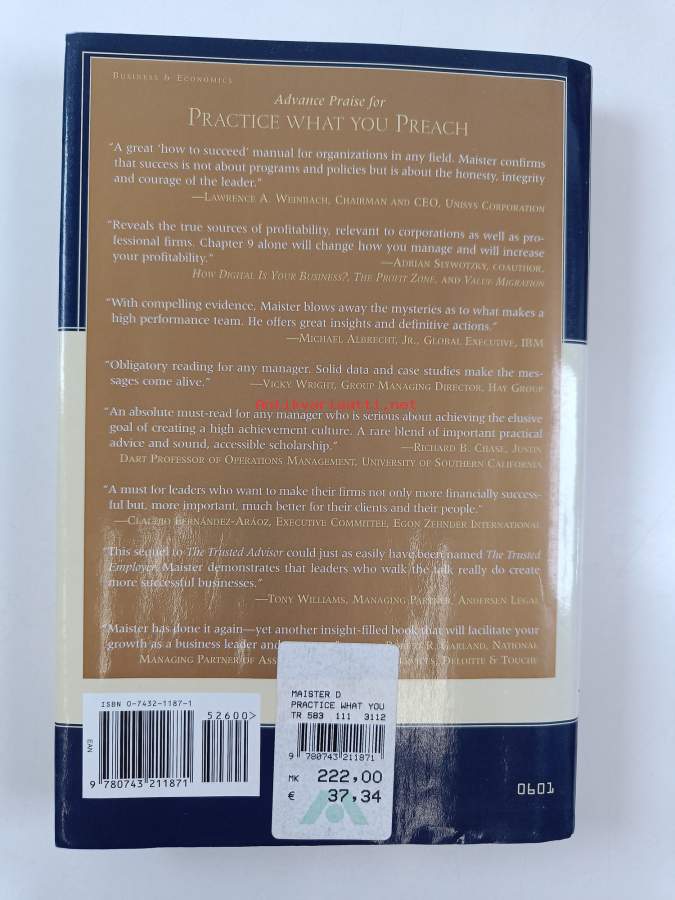 BUSINESS & ECONOMICS
Advance Praise for
PRACTICE WHAT YOU PREACH
"A great 'how to succeed' manual for organizations in any field. Maister confirms
that success is not about programs and policies but is about the honesty, integrity
and courage of the leader."
—LAWRENCE A. WEINBACH, CHAIRMAN AND CEO, UNISYS CORPORATION
"Reveals the true sources of profitability, relevant to corporations as well as pro-
fessional firms. Chapter 9 alone will change how you manage and will increase
your profitability." —ADRIAN SLYWOTZKY, COAUTHOR,
HOW DIGITAL IS YOUR BUSINESS?, THE PROFIT ZONE, AND VALUE MIGRATION
"With compelling evidence, Maister blows away the mysteries as to what makes a
high performance team. He offers great insights and definitive actions."
—MICHAEL ALBRECHT, JR., GLOBAL EXECUTIVE, IBM
"Obligatory reading for any manager. Solid data and case studies make the mes-
sages come alive." —VICKY WRIGHT, GROUP MANAGING DIRECTOR, HAY GROUP
Antikvariaatti.net
"An absolute must-read for any manager who is serious about achieving the elusive
goal of creating a high achievement culture. A rare blend of important practical
advice and sound, accessible scholarship." —RICHARD B. CHASE, JUSTIN
DART PROFESSOR OF OPERATIONS MANAGEMENT, UNIVERSITY OF SOUTHERN CALIFORNIA
"A must for leaders who want to make their firms not only more financially success-
ful but, more important, much better for their clients and their people."
—CLAUDIO FERNÁNDEZ-ARÁOZ, EXECUTIVE COMMITTEE, EGON ZEHNDER INTERNATIONAL
"This sequel to The Trusted Advisor could just as easily have been named The Trusted
Employer. Maister demonstrates that leaders who walk the talk really do create
more successful businesses."
—TONY WILLIAMS, MANAGING PARTNER, ANDERSEN LEGAL
"Maister has done it again—yet another insight-filled book that will facilitate your
growth as a business leader and ROBERT R. GARLAND, NATIONAL
MANAGING PARTNER OF DELOITTE & TOUCHE
MAISTER D
PRACTICE WHAT YOU
TR 583 111 3112
9 780743 211871
MK 222,00
€ 37,34
ISBN 0-7432-1187-1
52600>
EAN
9 780743 211871
0601